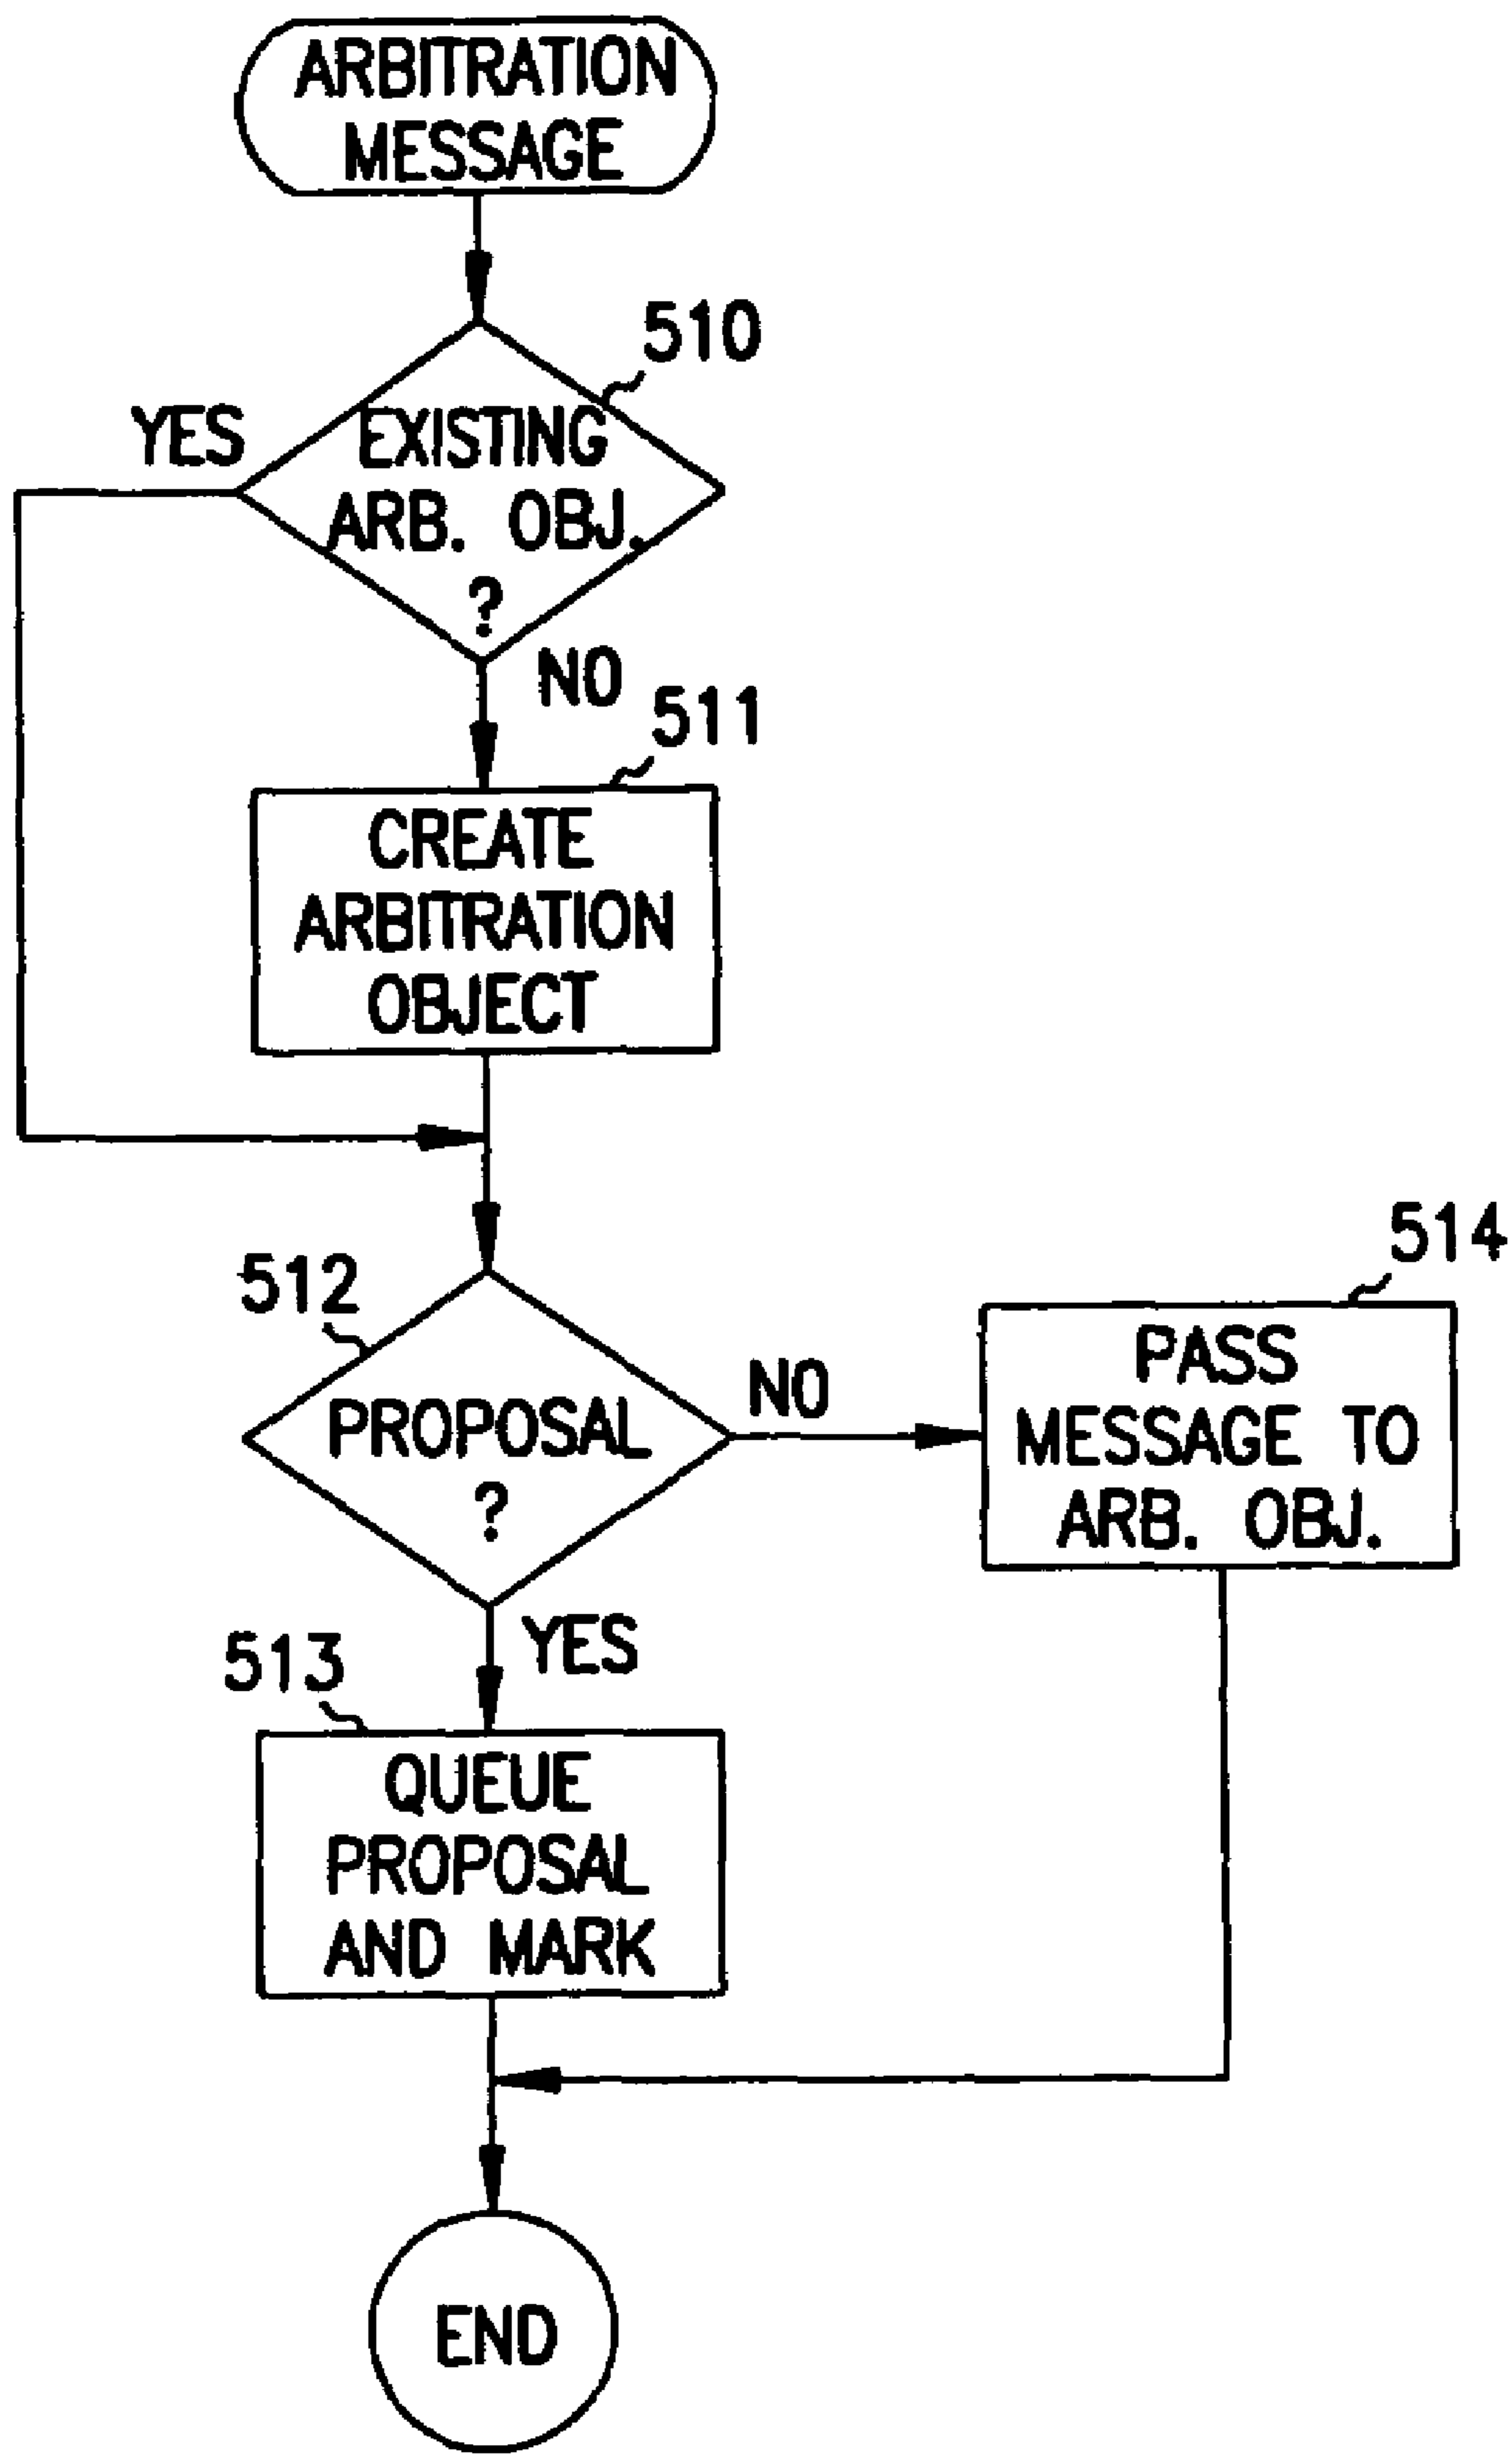 ARBITRATION
MESSAGE
510
YES
EXISTING
ARB. OBJ.
?
NO
511
CREATE
ARBITRATION
OBJECT
512
PROPOSAL
?
NO
514
PASS
MESSAGE TO
ARB. OBJ.
YES
513
QUEUE
PROPOSAL
AND MARK
END